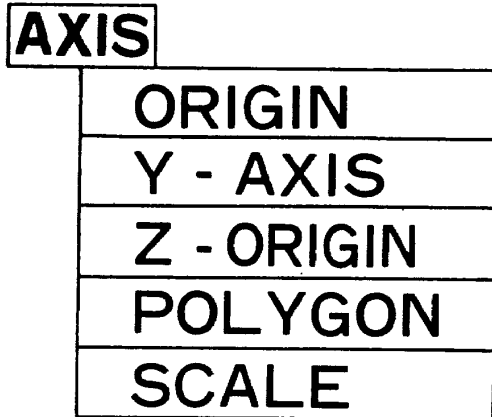 AXIS
ORIGIN
Y - AXIS
Z - ORIGIN
POLYGON
SCALE